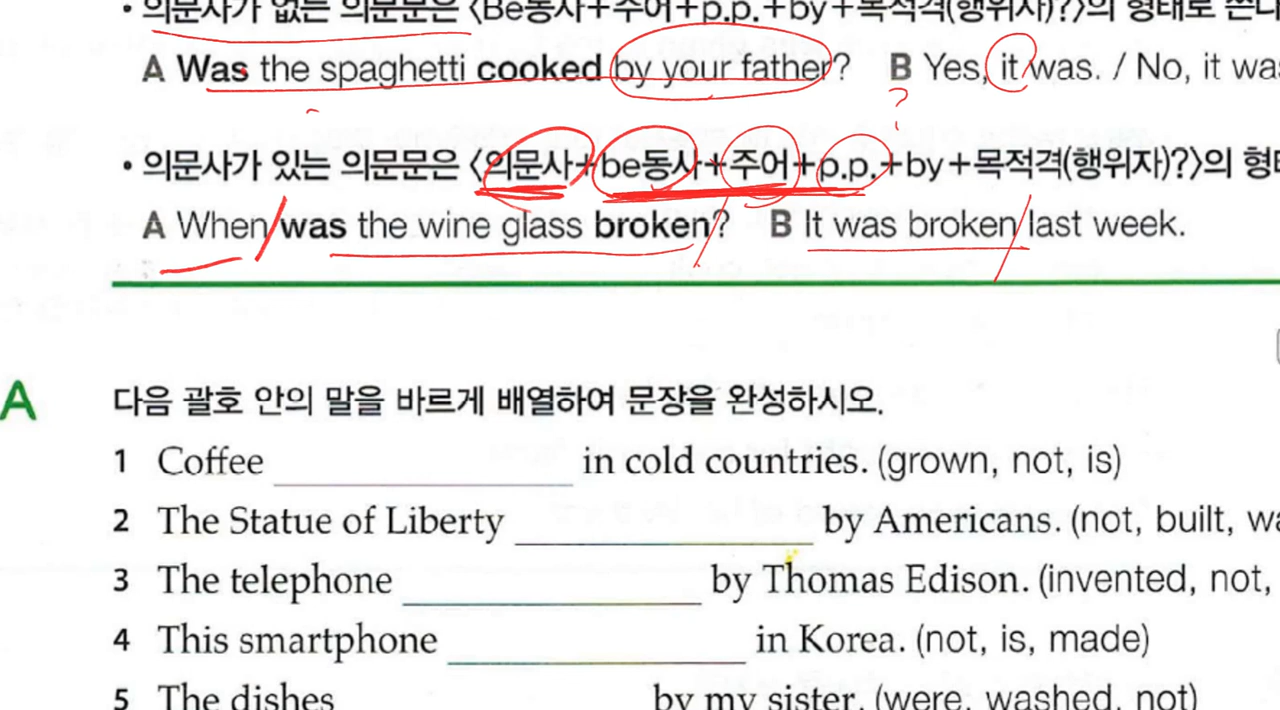 • 의문사가 없는 의문문은 〈Be동사+주어+p.p.+by+목적격(행위자)?〉의 형태로 쓴다
A Was the spaghetti cooked by your father? B Yes, it was. / No, it
?
• 의문사가 있는 의문문은 〈의문사+be동사+주어+p.p.+by+목적격(행위자)?〉의
A When was the wine glass broken? B It was broken last week.
A 다음 괄호 안의 말을 바르게 배열하여 문장을 완성하시오.
1 Coffee in cold countries. (grown, not, is)
2 The Statue of Liberty by Americans. (not, built,
3 The telephone by Thomas Edison. (invented, not,
4 This smartphone in Korea. (not, is, made)
5 The dishes by my sister. (were, washed, not)